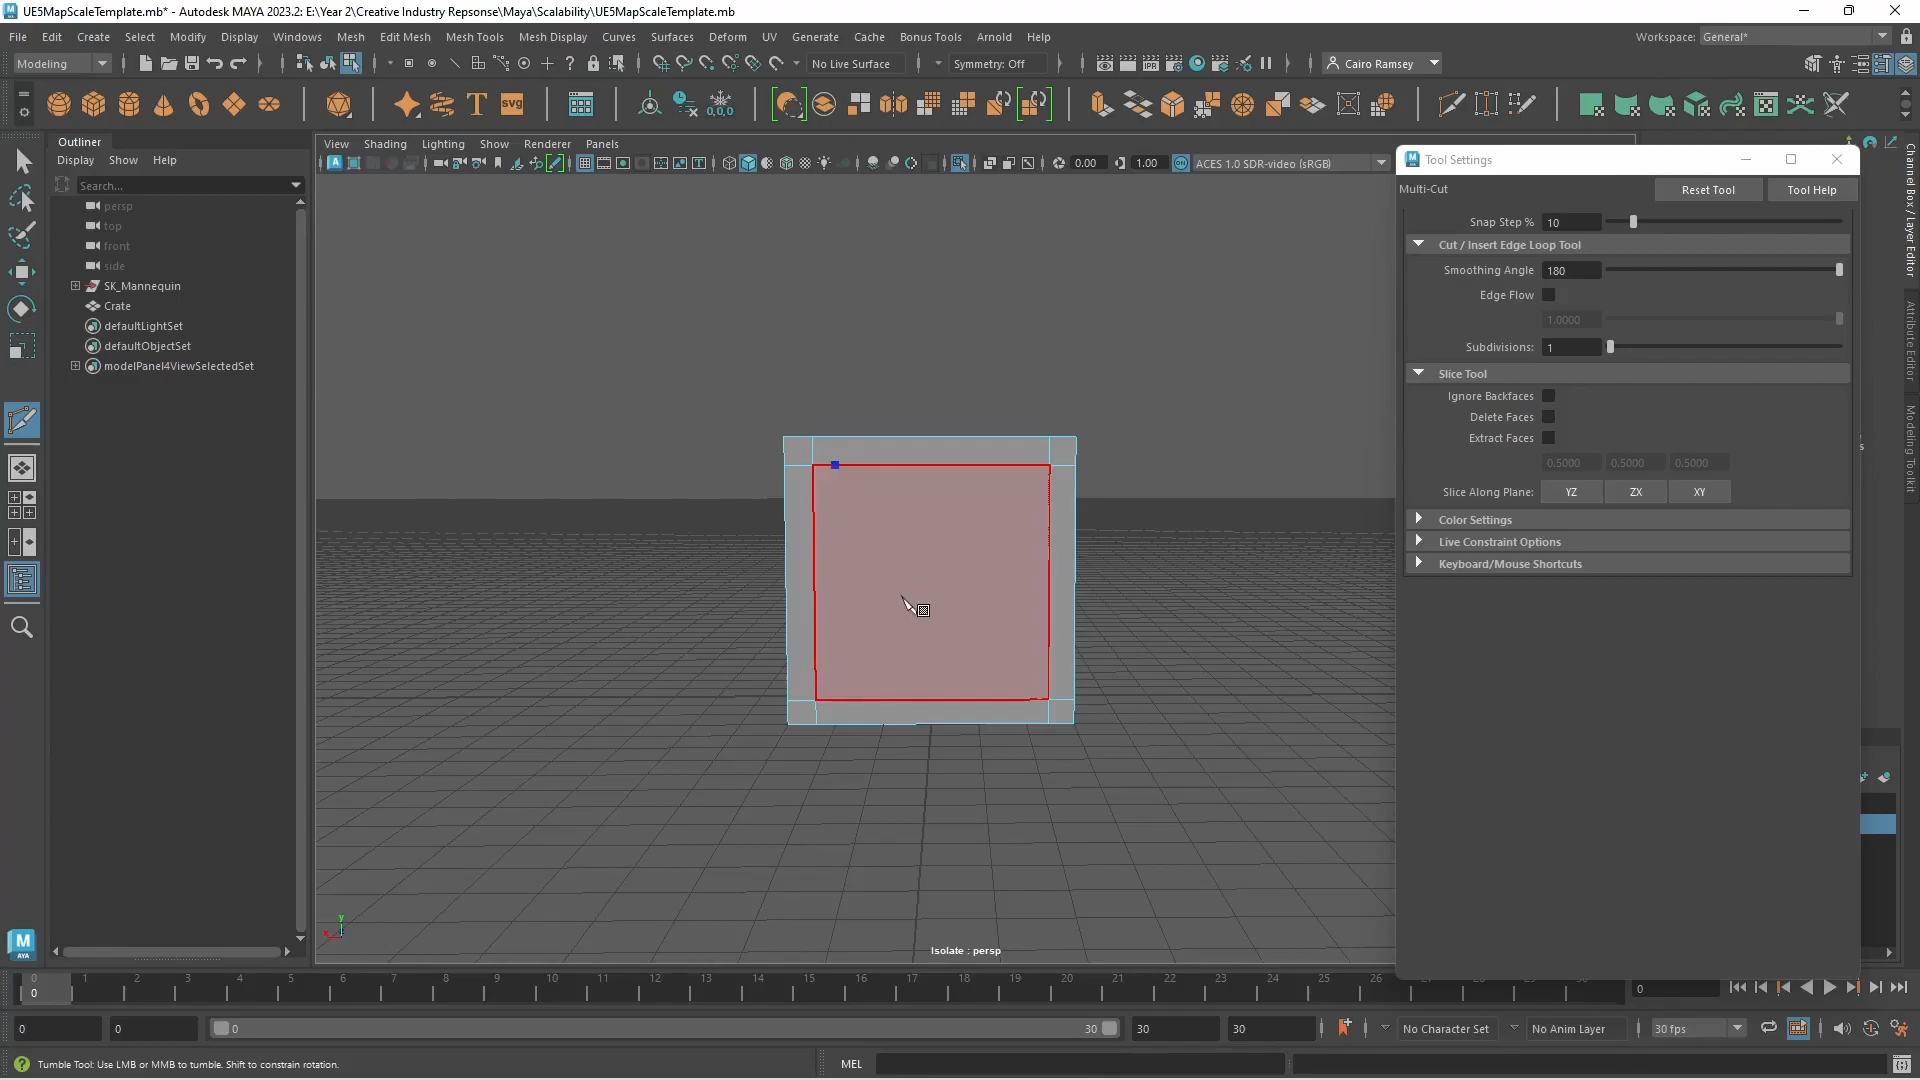 UE5MapScaleTemplate.mb* - Autodesk MAYA 2023.2: E:\Year 2\Creative Industry Repsonse\Maya\Scalability\UE5MapScaleTemplate.mb
File Edit Create Select Modify Display Windows Mesh Edit Mesh Mesh Tools Mesh Display Curves Surfaces Deform UV Generate Cache Bonus Tools Arnold Help
Workspace: General*
Modeling
No Live Surface
Symmetry: Off
Cairo Ramsey
IPR
T
SVG
0,0,0
Outliner
Display Show Help
Search...
persp
top
front
side
SK_Mannequin
Crate
defaultLightSet
defaultObjectSet
modelPanel4ViewSelectedSet
View Shading Lighting Show Renderer Panels
0.00
1.00
ON
ACES 1.0 SDR-video (sRGB)
Tool Settings
Multi-Cut
Reset Tool
Tool Help
Snap Step % 10
Cut / Insert Edge Loop Tool
Smoothing Angle 180
Edge Flow
1.0000
Subdivisions: 1
Slice Tool
Ignore Backfaces
Delete Faces
Extract Faces
0.5000 0.5000 0.5000
Slice Along Plane: YZ ZX XY
Color Settings
Live Constraint Options
Keyboard/Mouse Shortcuts
Channel Box / Layer Editor
Attribute Editor
Modeling Toolkit
y
x
Isolate : persp
M
AYA
0 1 2 3 4 5 6 7 8 9 10 11 12 13 14 15 16 17 18 19 20 21 22 23 24 25 26
0
0
0
0
0
30
30
30
No Character Set
No Anim Layer
30 fps
Tumble Tool: Use LMB or MMB to tumble. Shift to constrain rotation.
MEL